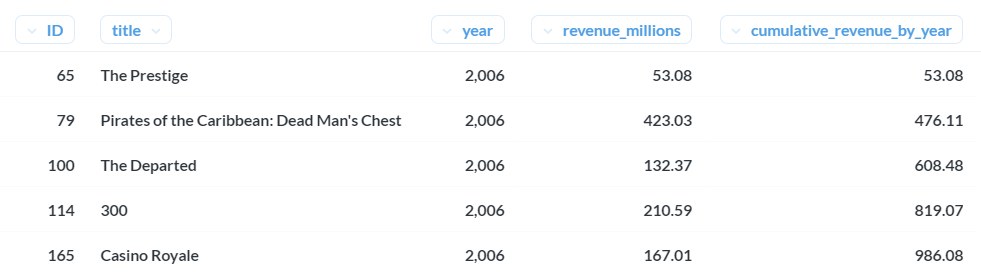 ID title year revenue_millions cumulative_revenue_by_year
65 The Prestige 2,006 53.08 53.08
79 Pirates of the Caribbean: Dead Man's Chest 2,006 423.03 476.11
100 The Departed 2,006 132.37 608.48
114 300 2,006 210.59 819.07
165 Casino Royale 2,006 167.01 986.08